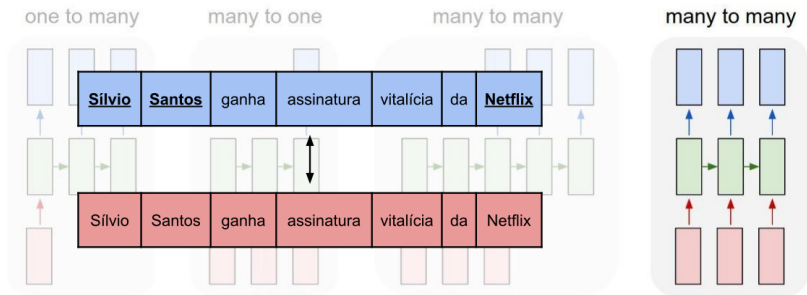 one to many many to one many to many many to many
Sílvio Santos ganha assinatura vitalícia da Netflix
Sílvio Santos ganha assinatura vitalícia da Netflix